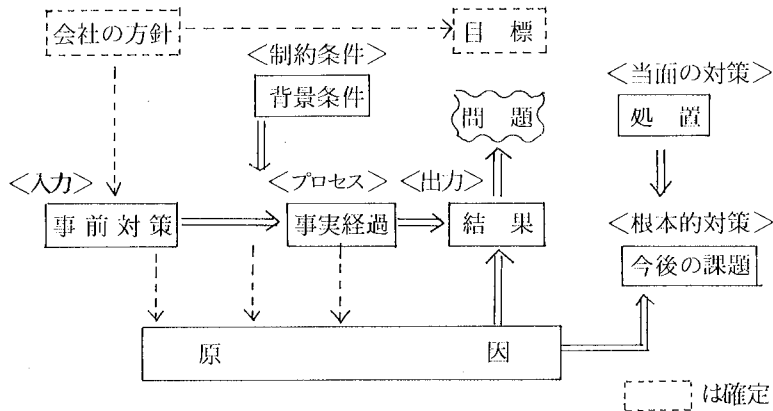 会社の方針
目標
<制約条件>
背景条件
問題
<当面の対策>
処置
<入力>
<プロセス>
<出力>
事前対策
事実経過
結果
<根本的対策>
今後の課題
原因
は確定